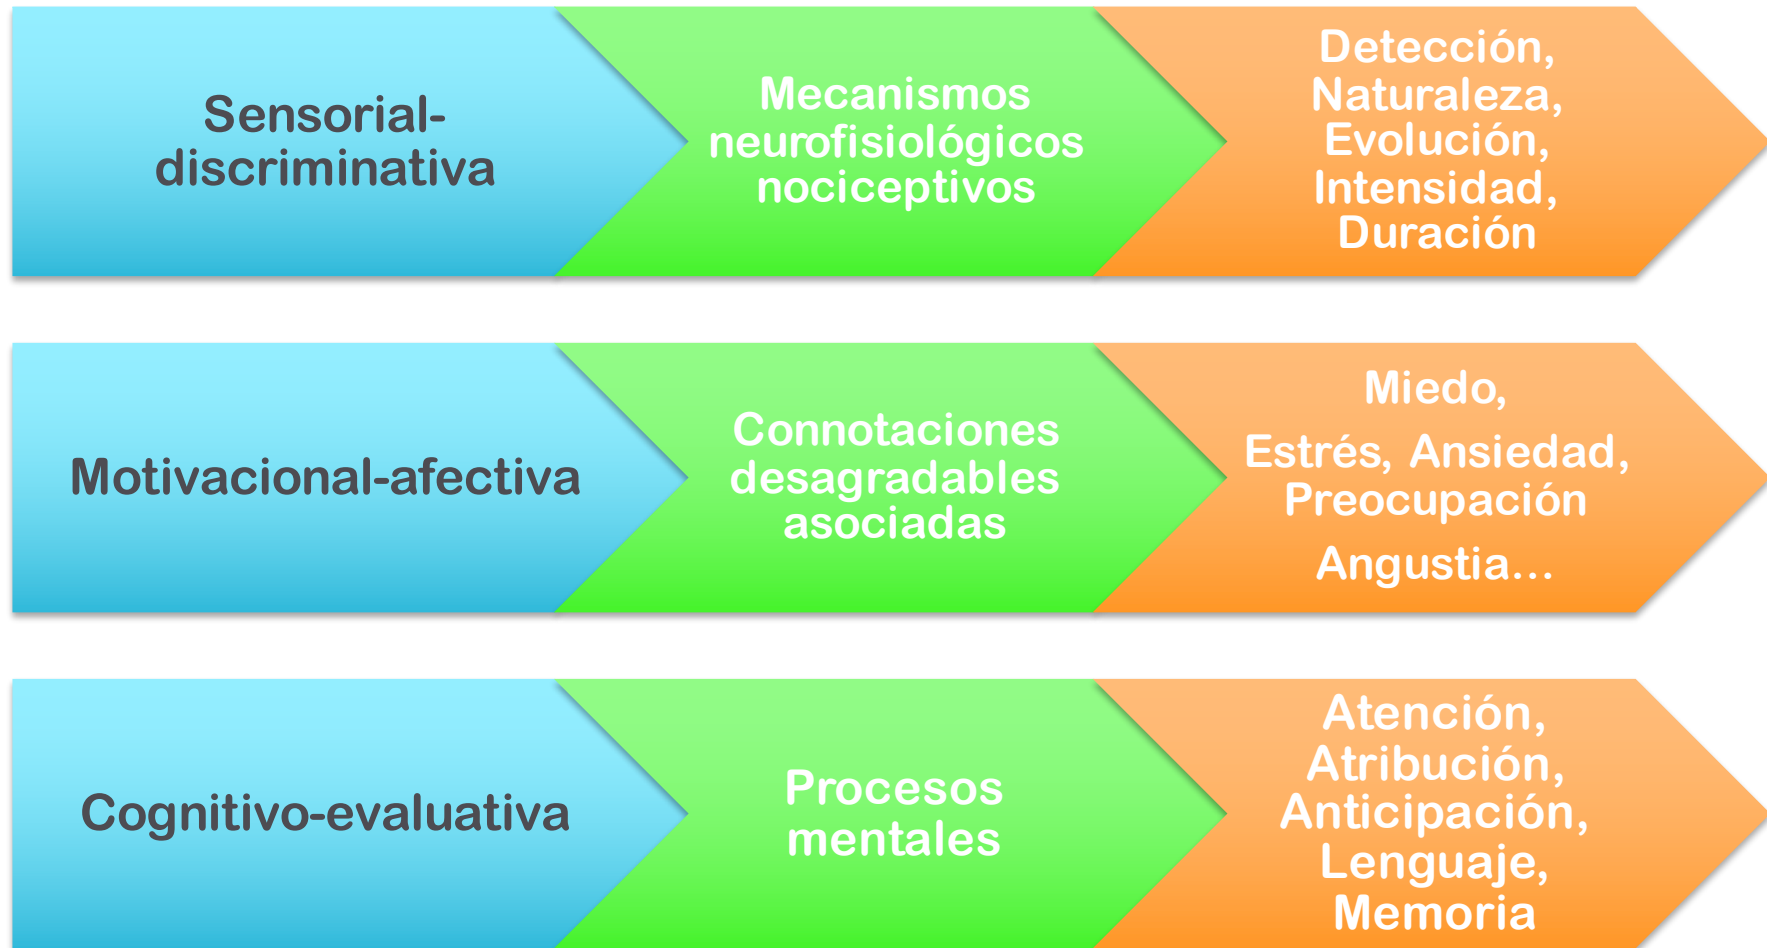 Sensorial-
discriminativa
Mecanismos
neurofisiológicos
nociceptivos
Detección,
Naturaleza,
Evolución,
Intensidad,
Duración
Motivacional-afectiva
Connotaciones
desagradables
asociadas
Miedo,
Estrés, Ansiedad,
Preocupación
Angustia...
Cognitivo-evaluativa
Procesos
mentales
Atención,
Atribución,
Anticipación,
Lenguaje,
Memoria